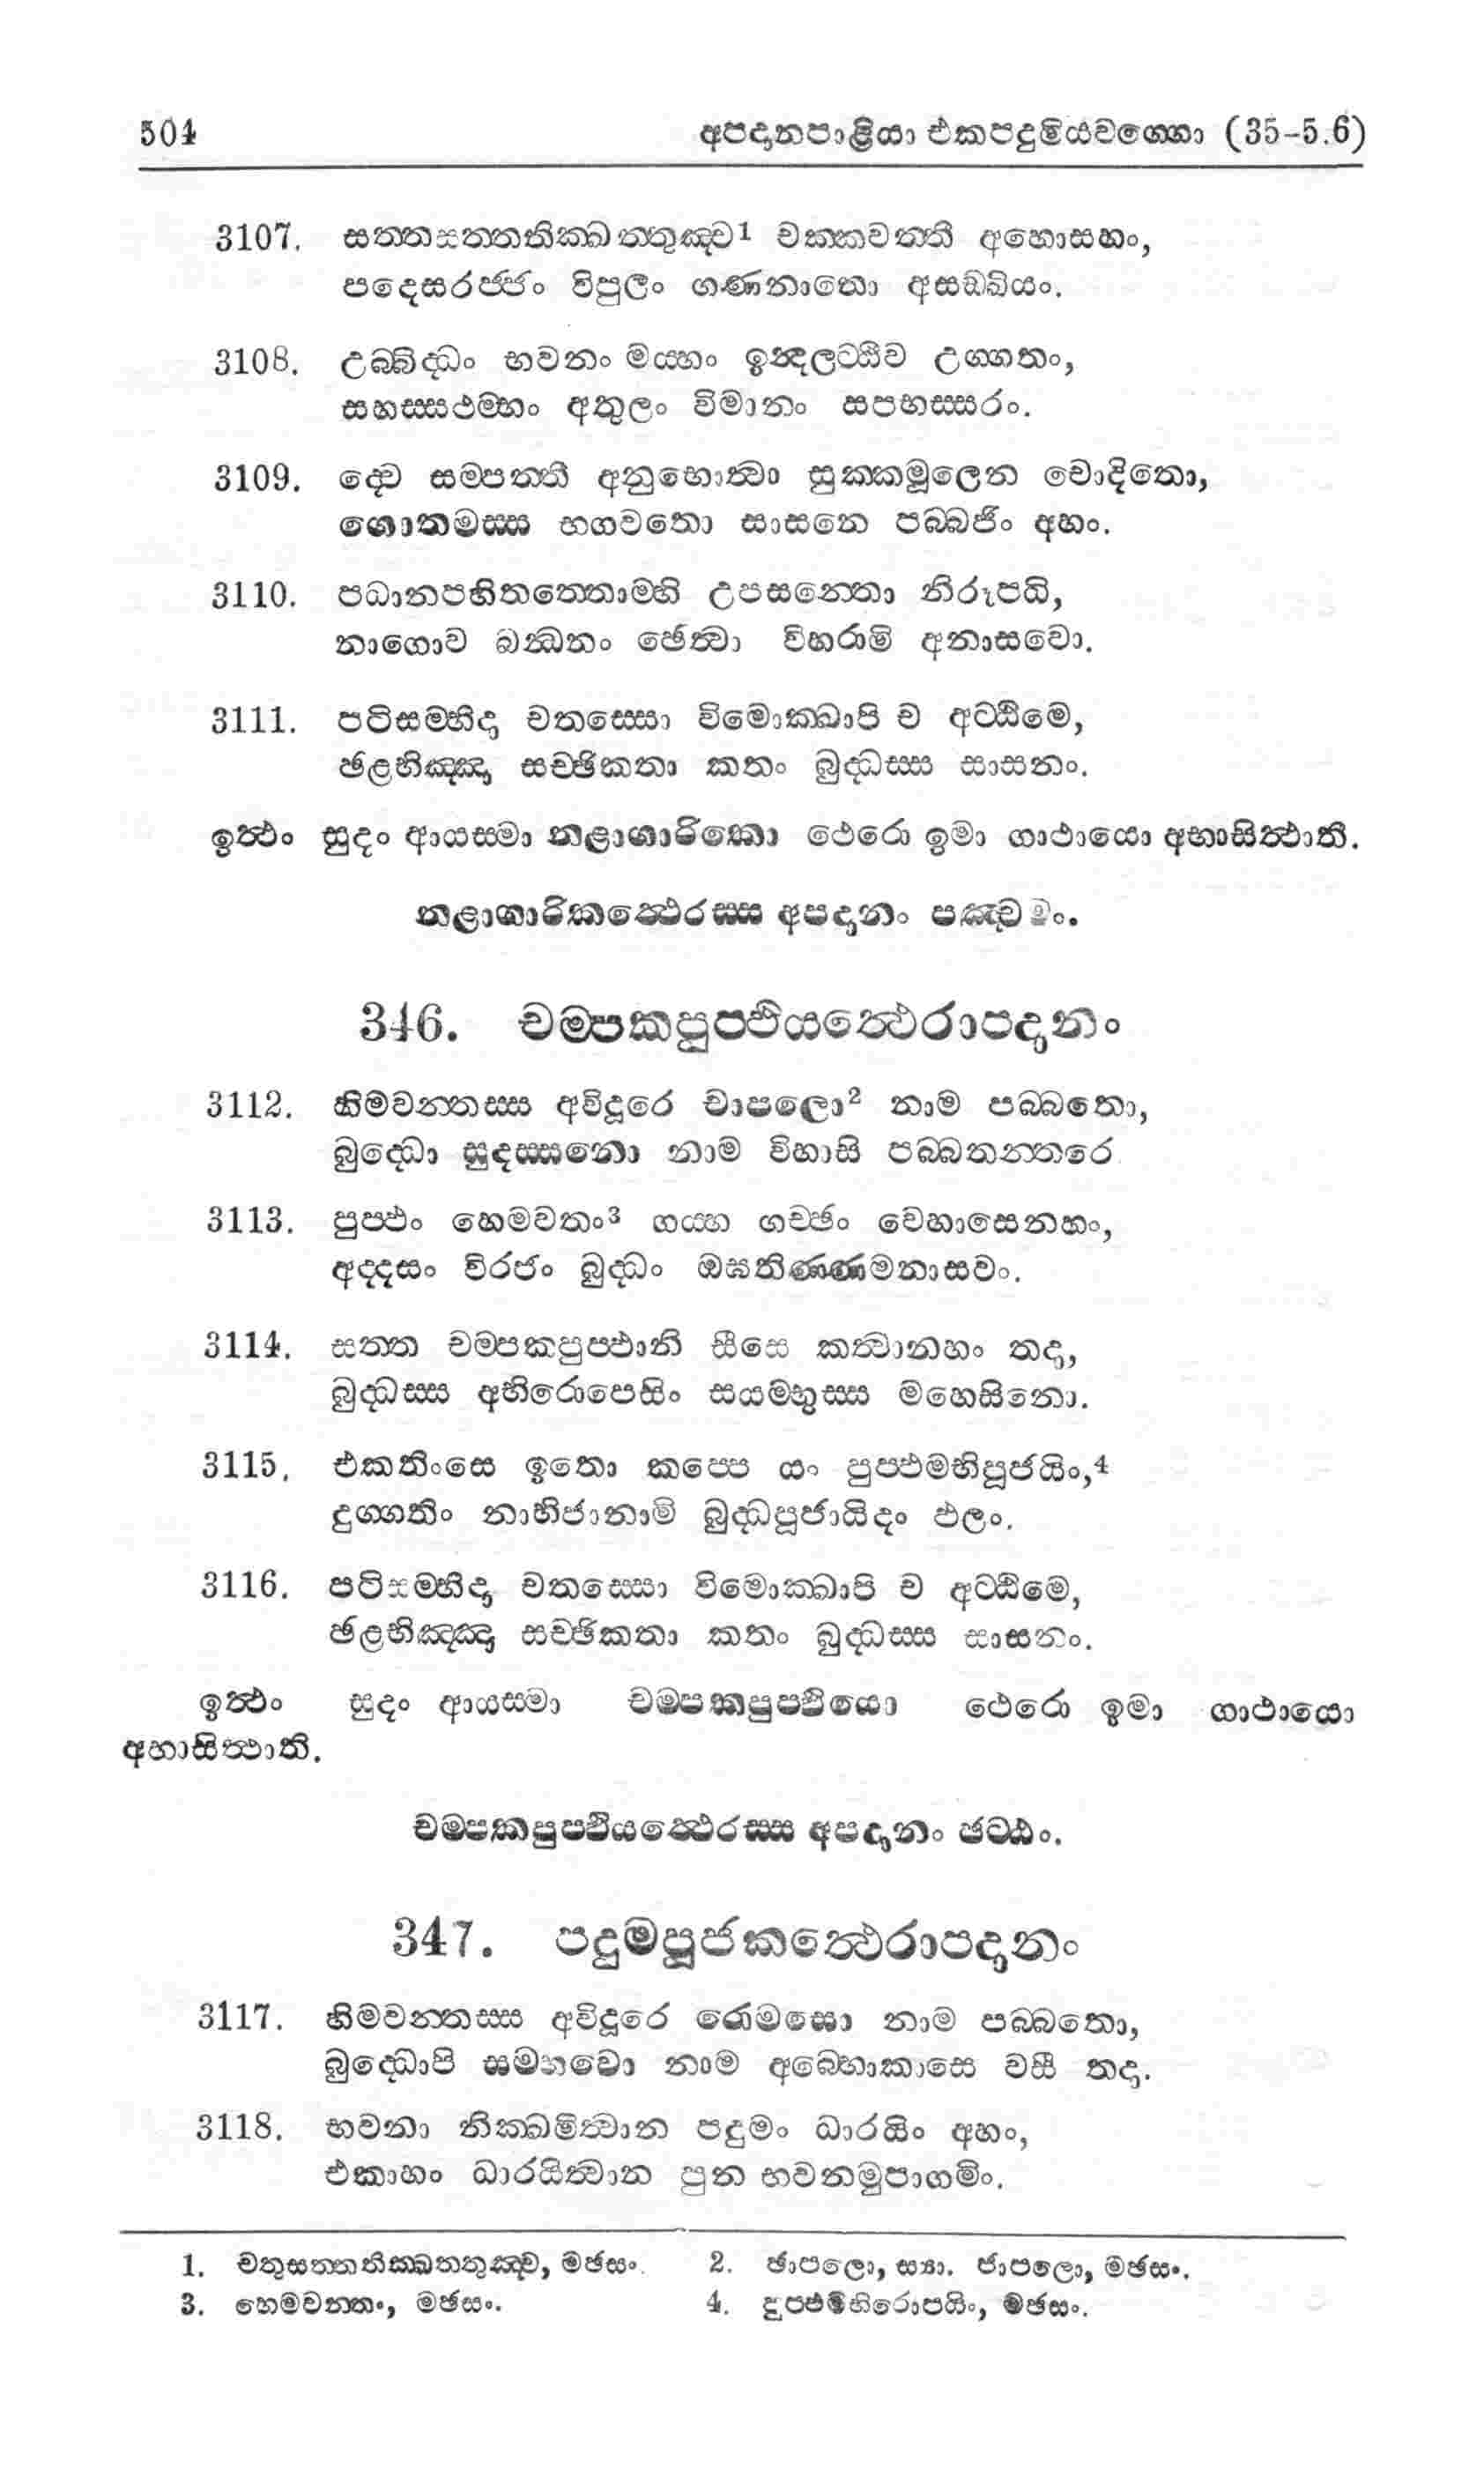 504 අපදානපාළියා එකපදුමියවග්ගො (35-5.6)
3107. සත්තසත්තතික්ඛත්තුඤ්ච1 චක්කවත්තී අහොසහං,
පදෙසරජ්ජං විපුලං ගණනාතො අසඞ්ඛියං.
3108. උබ්බිද්ධං භවනං මය්හං ඉන්දලට්ඨීව උග්ගතං,
සහස්සථම්භං අතුලං විමානං සපභස්සරං.
3109. ද්වෙ සම්පත්තී අනුභොත්වා සුක්කමූලෙන චොදිතො,
ගොතමස්ස භගවතො සාසනෙ පබ්බජිං අහං.
3110. පධානපහිතත්තොම්හි උපසන්තො නිරූපධි,
නාගොව බන්ධනං ඡෙත්වා විහරාමි අනාසවො.
3111. පටිසම්භිදා චතස්සො විමොක්ඛාපි ච අට්ඨිමෙ,
ඡළභිඤ්ඤා සච්ඡිකතා කතං බුද්ධස්ස සාසනං.
ඉත්ථං සුදං ආයස්මා නළාගාරිකො ථෙරො ඉමා ගාථායො අභාසිත්ථාති.
නළාගාරිකත්ථෙරස්ස අපදානං පඤ්චමං.
346. චම්පකපුප්ඵියත්ථෙරාපදානං
3112. හිමවන්තස්ස අවිදූරෙ චාපලො2 නාම පබ්බතො,
බුද්ධො සුදස්සනො නාම විහාසි පබ්බතන්තරෙ
3113. පුප්ඵං හෙමවතං3 ගය්හ ගච්ඡං වෙහාසෙනහං,
අද්දසං විරජං බුද්ධං ඔඝතිණ්ණමනාසවං.
3114. සත්ත චම්පකපුප්ඵානි සීසෙ කත්වානහං තදා,
බුද්ධස්ස අභිරොපෙසිං සයම්භුස්ස මහෙසිනො.
3115. එකතිංසෙ ඉතො කප්පෙ යං පුප්ඵමභිපූජයිං,4
දුග්ගතිං නාභිජානාමි බුද්ධපූජායිදං ඵලං.
3116. පටිසම්භිදා චතස්සො විමොක්ඛාපි ච අට්ඨිමෙ,
ඡළභිඤ්ඤා සච්ඡිකතා කතං බුද්ධස්ස සාසනං.
ඉත්ථං සුදං ආයස්මා චම්පකපුප්ඵියො ථෙරො ඉමා ගාථායො
අභාසිත්ථාති.
චම්පකපුප්ඵියත්ථෙරස්ස අපදානං ඡට්ඨං.
347. පදුමපූජකත්ථෙරාපදානං
3117. හිමවන්තස්ස අවිදූරෙ රොමසො නාම පබ්බතො,
බුද්ධොපි සම්භවො නාම අබ්භොකාසෙ වසී තදා.
3118. භවනා නික්ඛමිත්වාන පදුමං ධාරයිං අහං,
එකාහං ධාරයිත්වාන පුන භවනමුපාගමිං.
1. චතුසත්තතික්ඛත්තුඤ්ච, මඡසං. 2. ඡාපලො, ස්‍යා. ජාපලො, මඡසං.
3. හෙමවන්තං, මඡසං. 4. දුප්ඵම්භිරොපයිං, මඡසං.